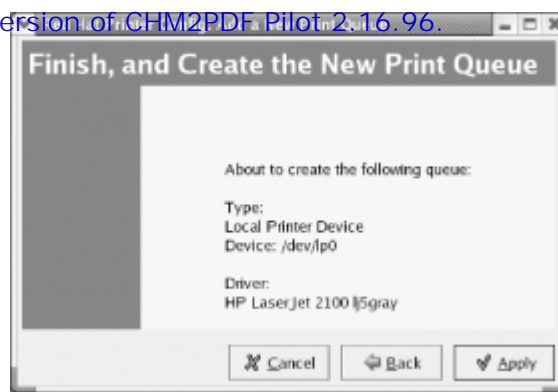 ersion of CHM2PDF Pilot 2.16.96.
Finish, and Create the New Print Queue
About to create the following queue:
Type:
Local Printer Device
Device: /dev/lp0
Driver:
HP LaserJet 2100 lj5gray
Cancel
Back
Apply